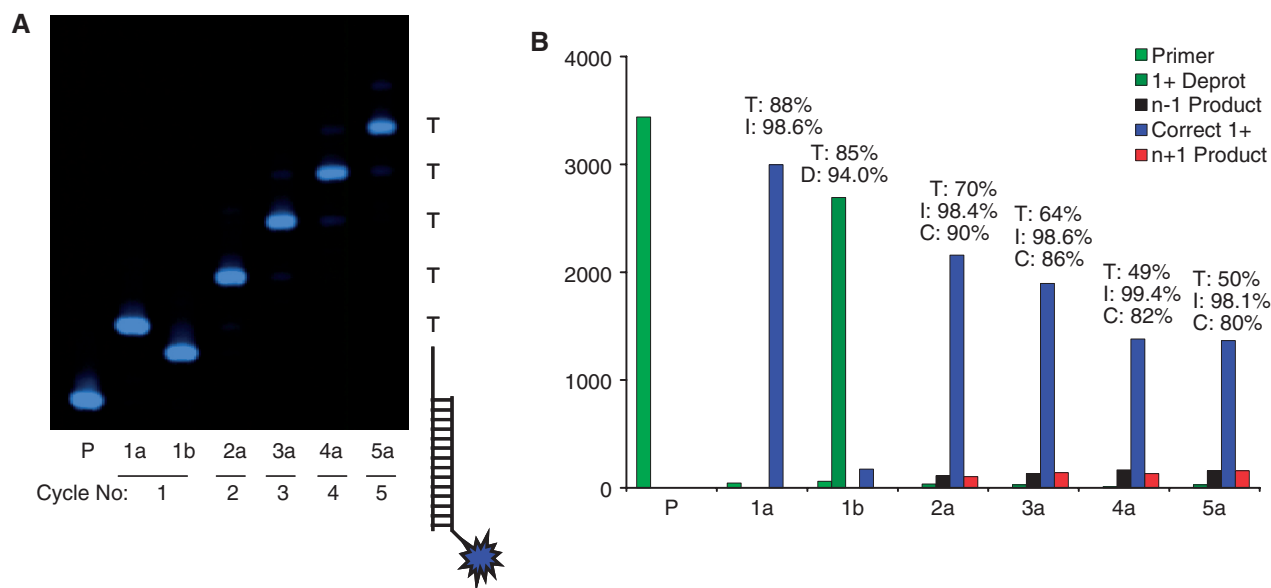 A
T
T
T
T
T
P 1a 1b 2a 3a 4a 5a
Cycle No: 1 2 3 4 5
B
4000
3000
2000
1000
0
Primer
1+ Deprot
n-1 Product
Correct 1+
n+1 Product
T: 88%
I: 98.6%
T: 85%
D: 94.0%
T: 70%
I: 98.4%
C: 90%
T: 64%
I: 98.6%
C: 86%
T: 49%
I: 99.4%
C: 82%
T: 50%
I: 98.1%
C: 80%
P 1a 1b 2a 3a 4a 5a